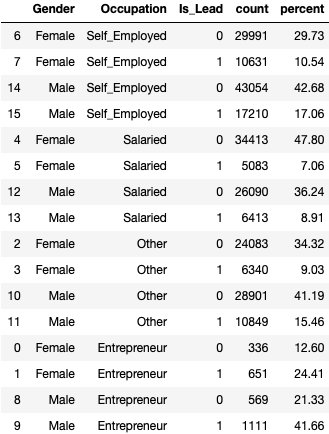 Gender Occupation Is_Lead count percent
6 Female Self_Employed 0 29991 29.73
7 Female Self_Employed 1 10631 10.54
14 Male Self_Employed 0 43054 42.68
15 Male Self_Employed 1 17210 17.06
4 Female Salaried 0 34413 47.80
5 Female Salaried 1 5083 7.06
12 Male Salaried 0 26090 36.24
13 Male Salaried 1 6413 8.91
2 Female Other 0 24083 34.32
3 Female Other 1 6340 9.03
10 Male Other 0 28901 41.19
11 Male Other 1 10849 15.46
0 Female Entrepreneur 0 336 12.60
1 Female Entrepreneur 1 651 24.41
8 Male Entrepreneur 0 569 21.33
9 Male Entrepreneur 1 1111 41.66